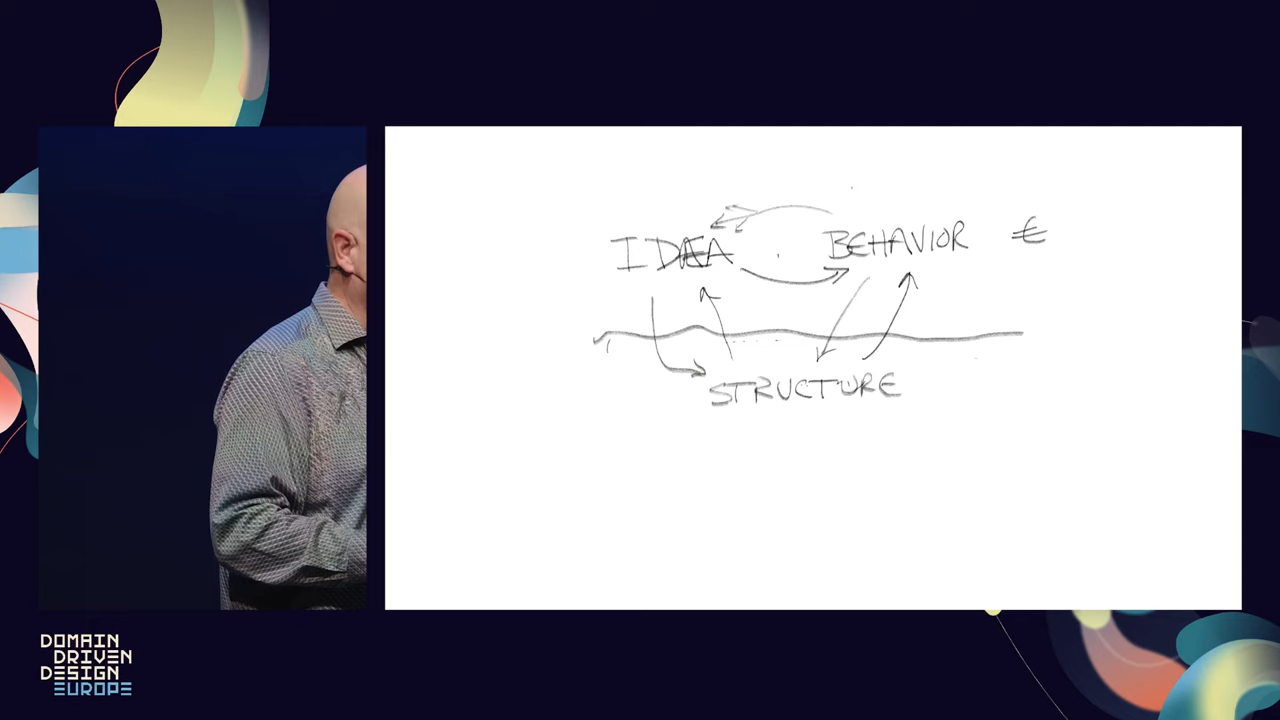 IDEA BEHAVIOR €
STRUCTURE
DOMAIN
DRIVEN
DESIGN
EUROPE